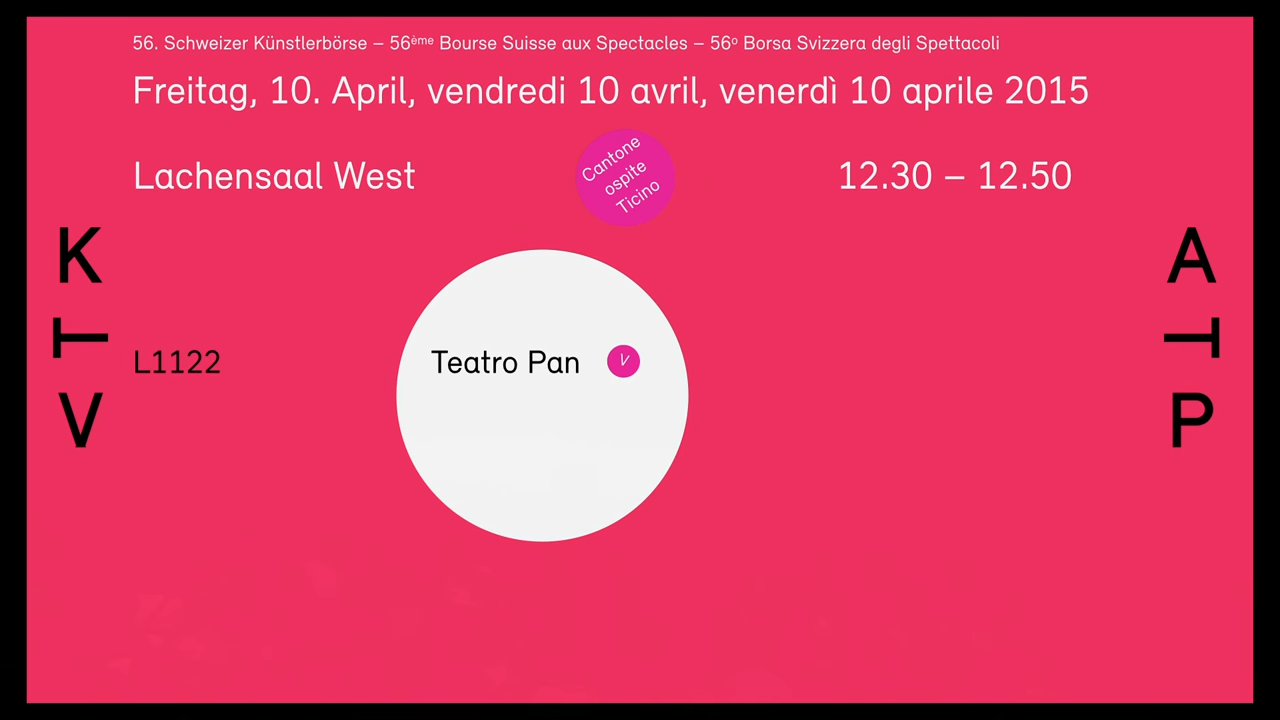 56. Schweizer Künstlerbörse – 56ème Bourse Suisse aux Spectacles – 56º Borsa Svizzera degli Spettacoli
Freitag, 10. April, vendredi 10 avril, venerdì 10 aprile 2015
Lachensaal West
Cantone
ospite
Ticino
12.30 – 12.50
K
T
V
A
T
P
L1122
Teatro Pan
V